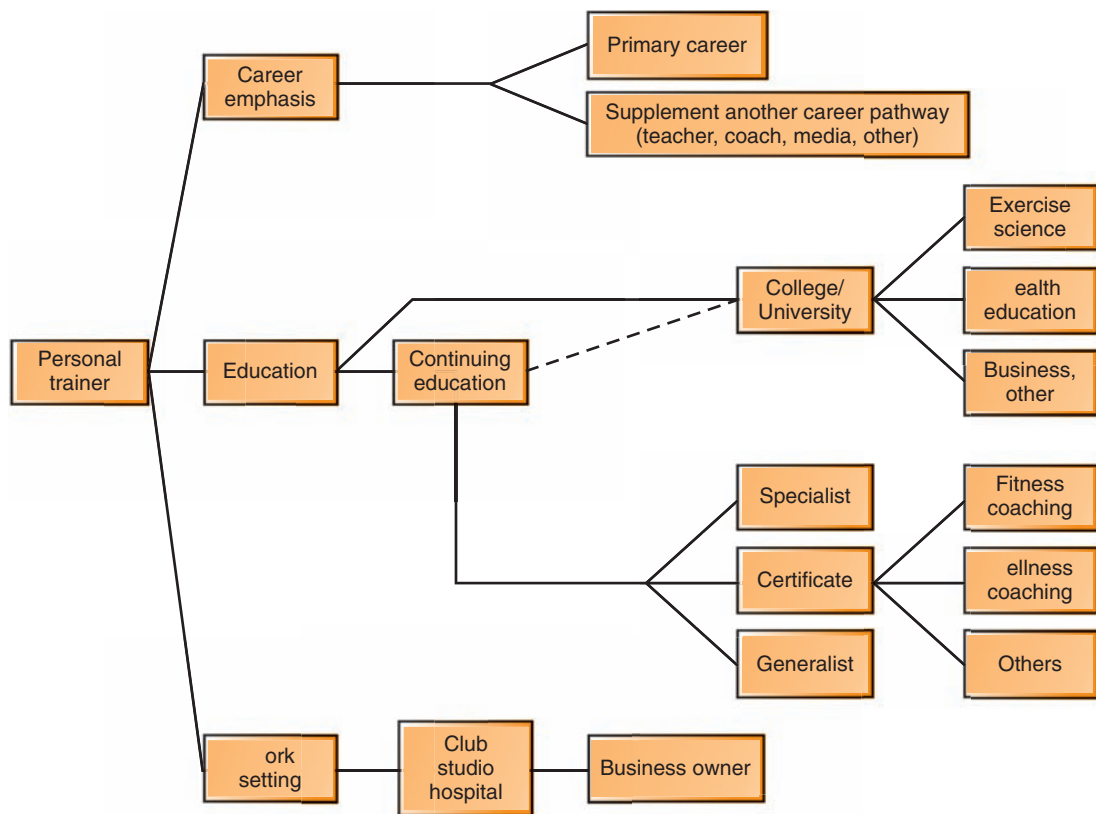 Primary career
Career
emphasis
Supplement another career pathway
(teacher, coach, media, other)
Exercise
science
College/
University
ealth
education
Personal
trainer
Education
Continuing
education
Business,
other
Specialist
Fitness
coaching
Certificate
ellness
coaching
Generalist
Others
ork
setting
Club
studio
hospital
Business owner